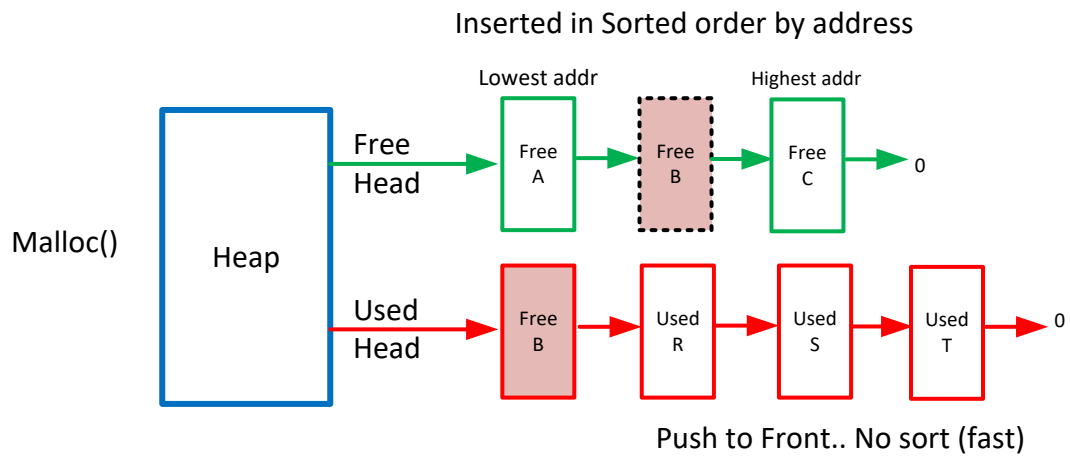 Inserted in Sorted order by address
Lowest addr
Highest addr
Free
Head
Free
A
Free
B
Free
C
0
Malloc()
Heap
Used
Head
Free
B
Used
R
Used
S
Used
T
0
Push to Front.. No sort (fast)